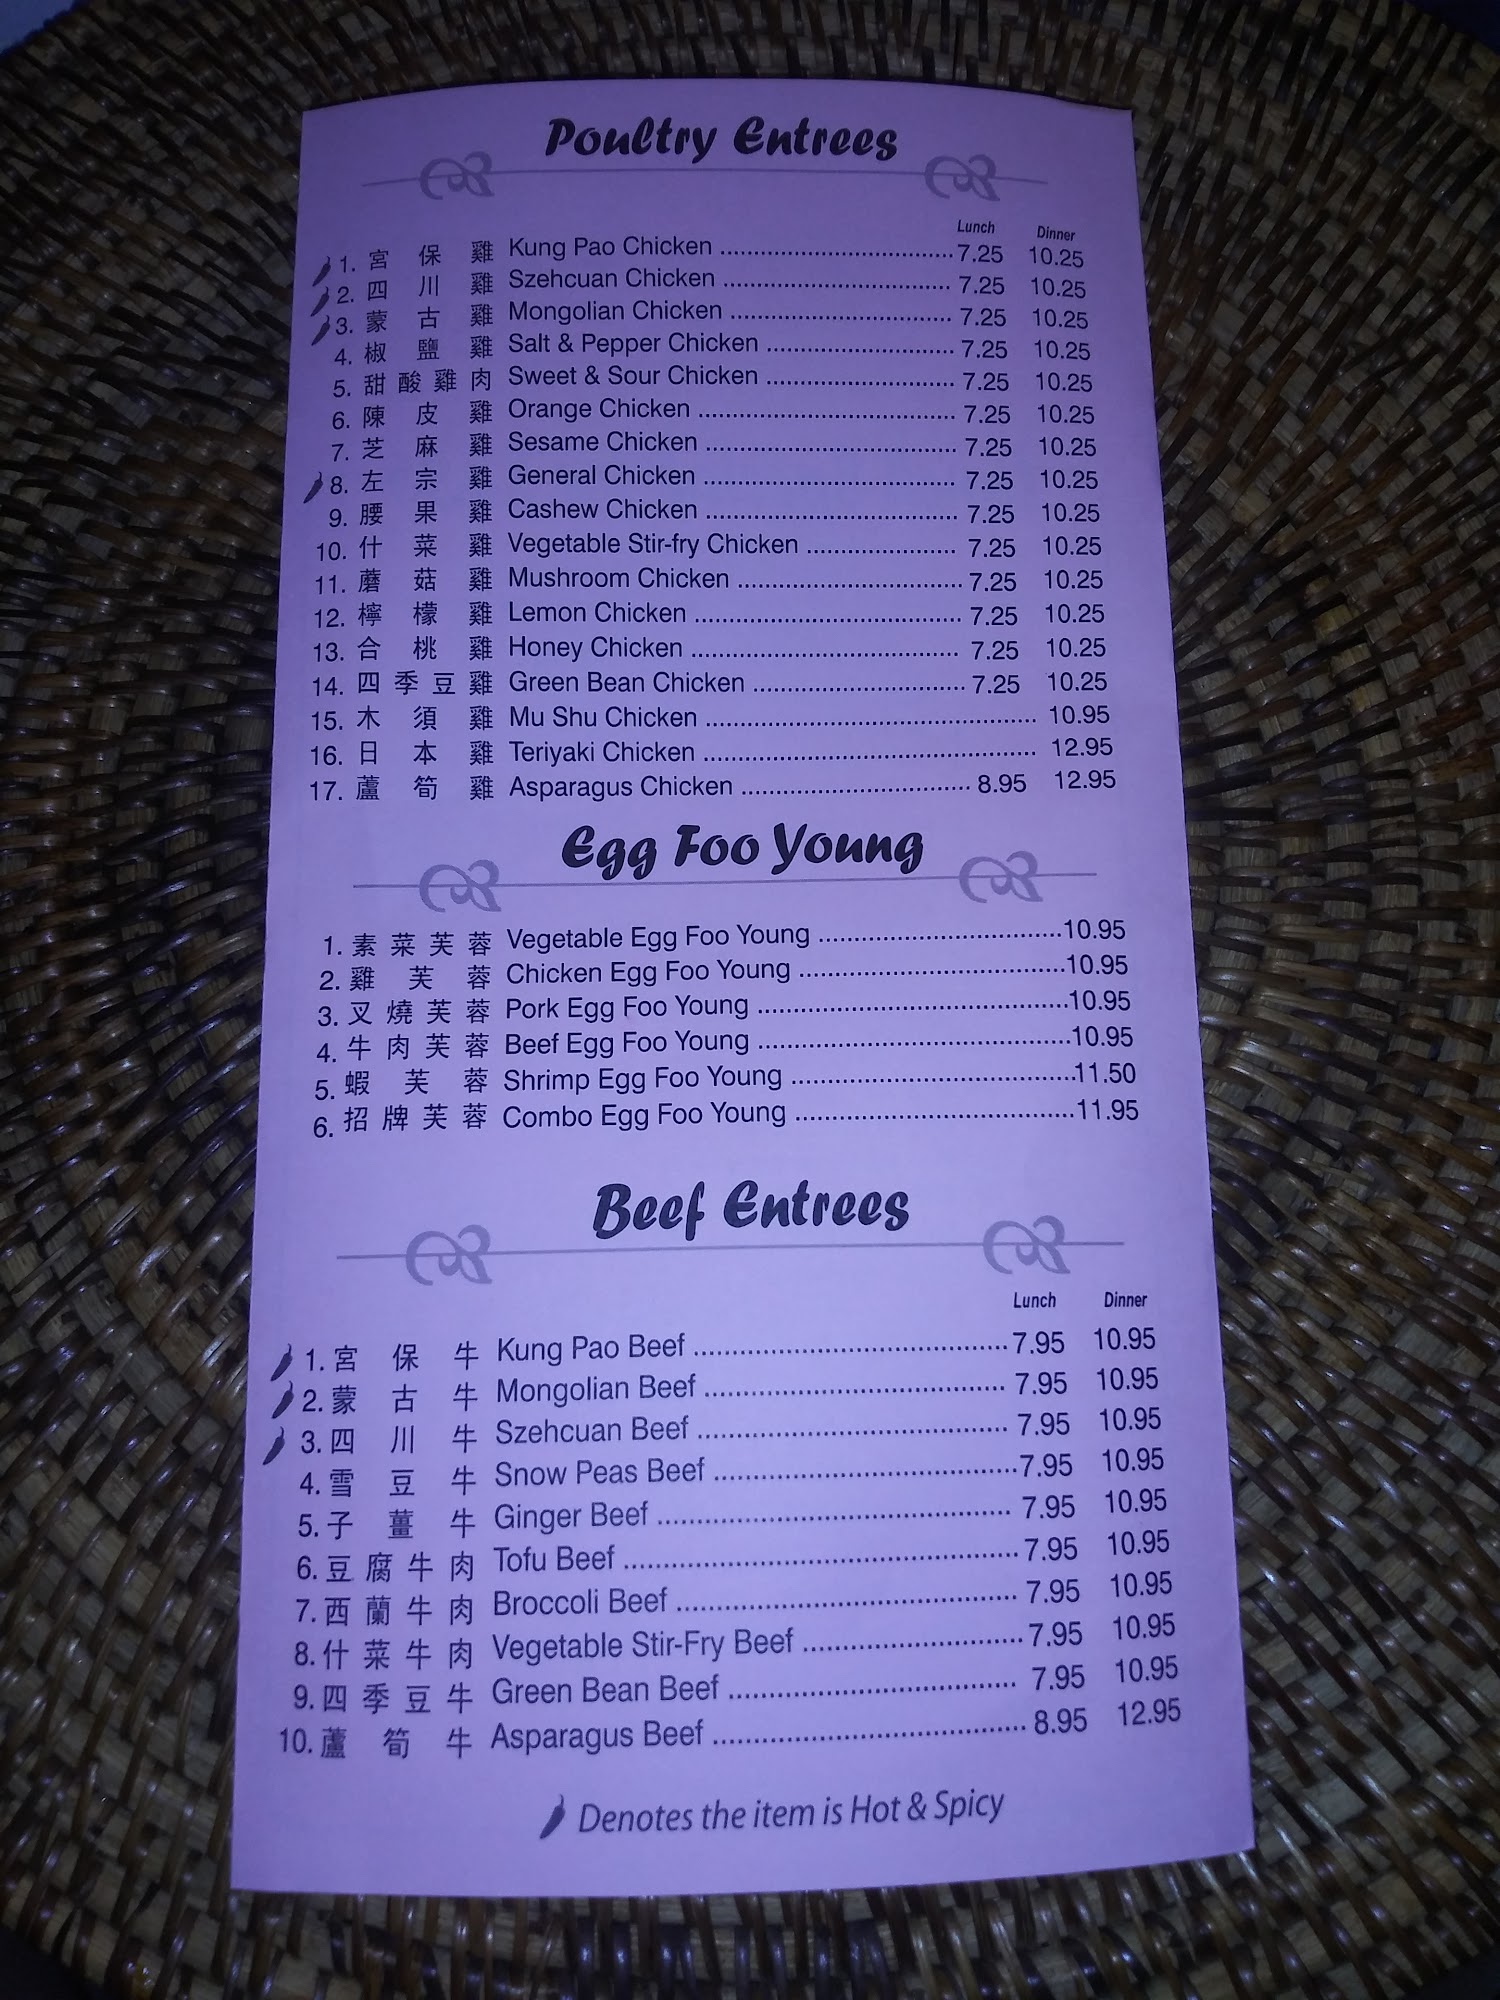 Poultry Entrees
Lunch Dinner
1. 宮保雞 Kung Pao Chicken 7.25 10.25
2. 四川雞 Szehcuan Chicken 7.25 10.25
3. 蒙古雞 Mongolian Chicken 7.25 10.25
4. 椒鹽雞 Salt & Pepper Chicken 7.25 10.25
5. 甜酸雞肉 Sweet & Sour Chicken 7.25 10.25
6. 陳皮雞 Orange Chicken 7.25 10.25
7. 芝麻雞 Sesame Chicken 7.25 10.25
8. 左宗雞 General Chicken 7.25 10.25
9. 腰果雞 Cashew Chicken 7.25 10.25
10. 什菜雞 Vegetable Stir-fry Chicken 7.25 10.25
11. 蘑菇雞 Mushroom Chicken 7.25 10.25
12. 檸檬雞 Lemon Chicken 7.25 10.25
13. 合桃雞 Honey Chicken 7.25 10.25
14. 四季豆雞 Green Bean Chicken 7.25 10.25
15. 木須雞 Mu Shu Chicken 10.95
16. 日本雞 Teriyaki Chicken 12.95
17. 蘆筍雞 Asparagus Chicken 8.95 12.95
Egg Foo Young
1. 素菜芙蓉 Vegetable Egg Foo Young 10.95
2. 雞芙蓉 Chicken Egg Foo Young 10.95
3. 叉燒芙蓉 Pork Egg Foo Young 10.95
4. 牛肉芙蓉 Beef Egg Foo Young 10.95
5. 蝦芙蓉 Shrimp Egg Foo Young 11.50
6. 招牌芙蓉 Combo Egg Foo Young 11.95
Beef Entrees
Lunch Dinner
1. 宮保牛 Kung Pao Beef 7.95 10.95
2. 蒙古牛 Mongolian Beef 7.95 10.95
3. 四川牛 Szehcuan Beef 7.95 10.95
4. 雪豆牛 Snow Peas Beef 7.95 10.95
5. 子薑牛 Ginger Beef 7.95 10.95
6. 豆腐牛肉 Tofu Beef 7.95 10.95
7. 西蘭牛肉 Broccoli Beef 7.95 10.95
8. 什菜牛肉 Vegetable Stir-Fry Beef 7.95 10.95
9. 四季豆牛 Green Bean Beef 7.95 10.95
10. 蘆筍牛 Asparagus Beef 8.95 12.95
Denotes the item is Hot & Spicy